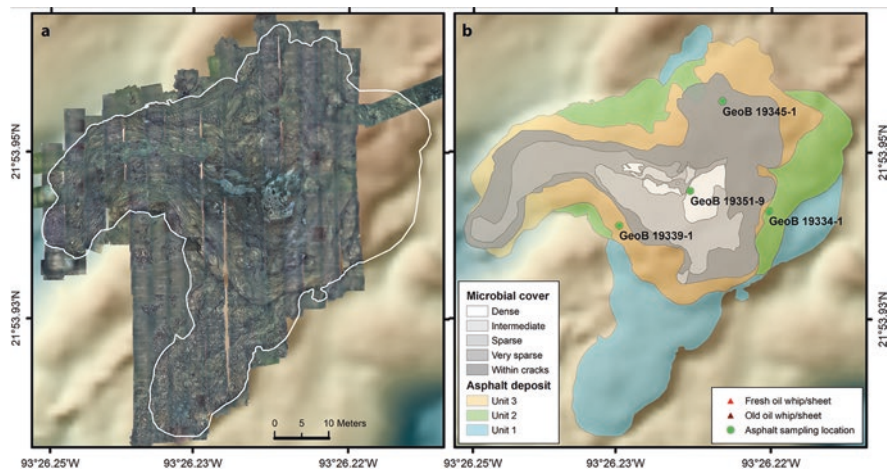 a
b
21°53.95'N
21°53.93'N
93°26.25'W
93°26.23'W
93°26.22'W
0 5 10 Meters
GeoB 19345-1
GeoB 19351-9
GeoB 19334-1
GeoB 19339-1
Microbial cover
Dense
Intermediate
Sparse
Very sparse
Within cracks
Asphalt deposit
Unit 3
Unit 2
Unit 1
Fresh oil whip/sheet
Old oil whip/sheet
Asphalt sampling location
93°26.25'W
93°26.23'W
93°26.22'W
21°53.95'N
21°53.93'N